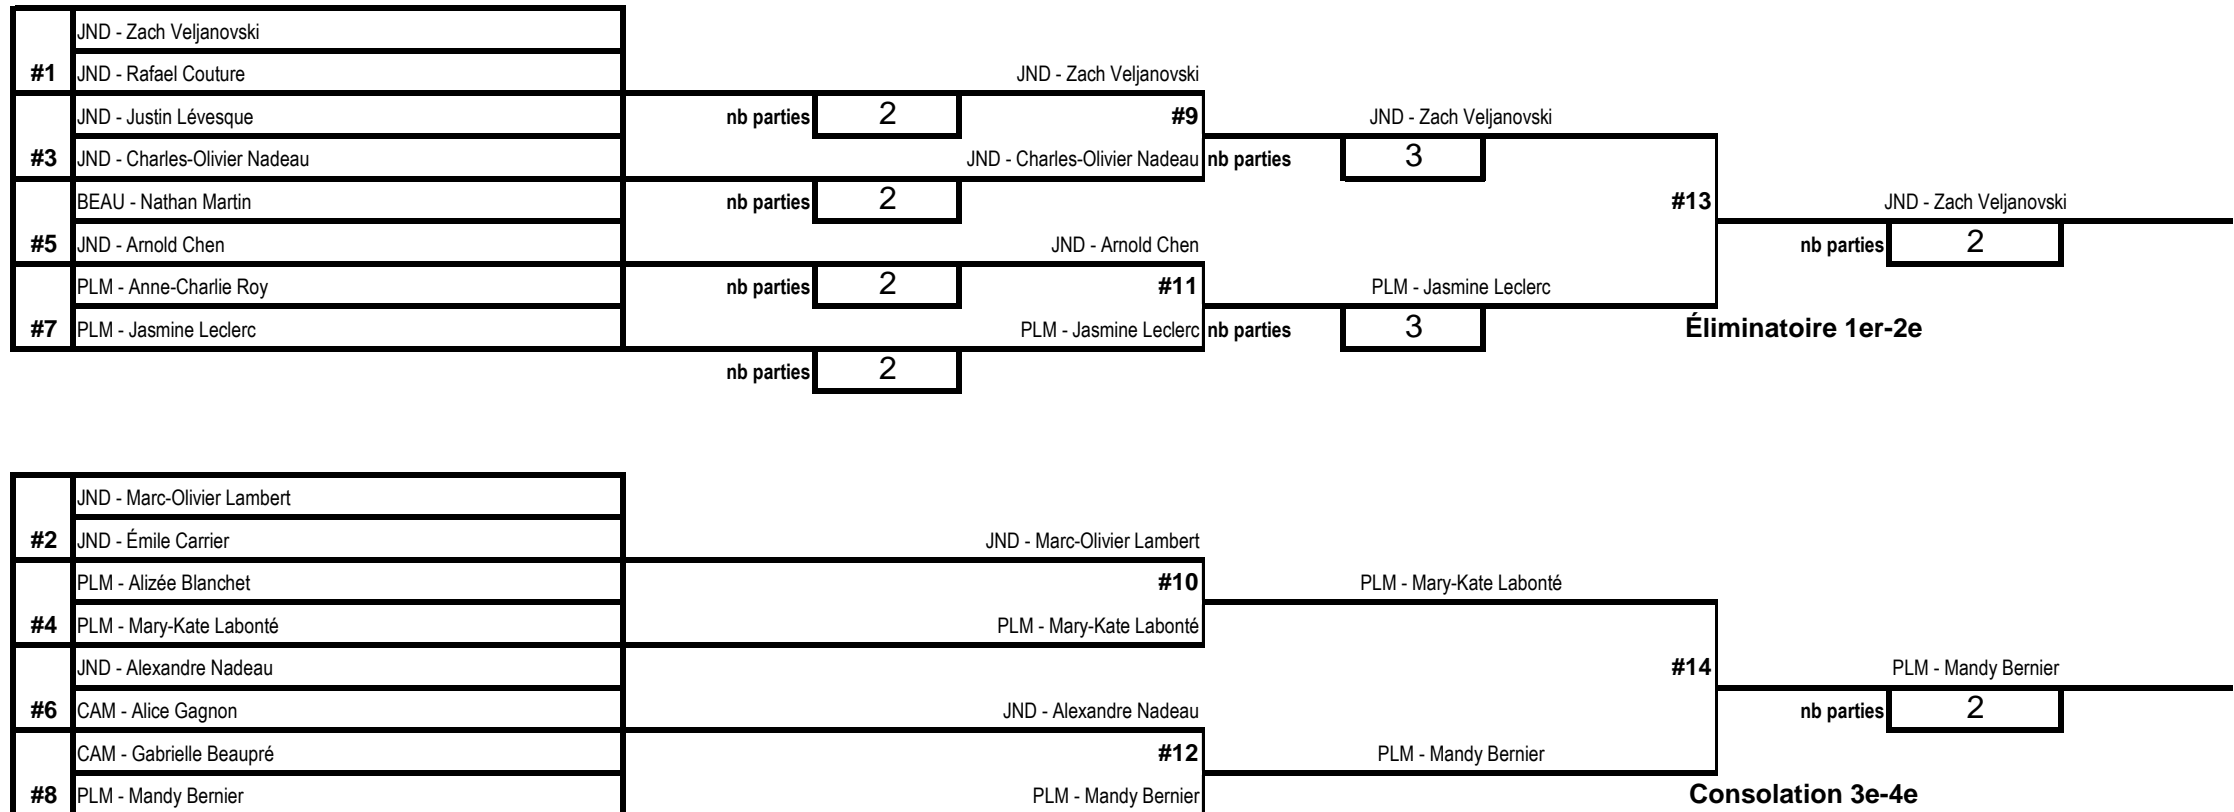 JND - Zach Veljanovski
#1 JND - Rafael Couture JND - Zach Veljanovski
JND - Justin Lévesque nb parties 2 #9 JND - Zach Veljanovski
#3 JND - Charles-Olivier Nadeau JND - Charles-Olivier Nadeau nb parties 3
BEAU - Nathan Martin nb parties 2 #13 JND - Zach Veljanovski
#5 JND - Arnold Chen JND - Arnold Chen nb parties 2
PLM - Anne-Charlie Roy nb parties 2 #11 PLM - Jasmine Leclerc
#7 PLM - Jasmine Leclerc PLM - Jasmine Leclerc nb parties 3 Éliminatoire 1er-2e
nb parties 2
JND - Marc-Olivier Lambert
#2 JND - Émile Carrier JND - Marc-Olivier Lambert
PLM - Alizée Blanchet #10 PLM - Mary-Kate Labonté
#4 PLM - Mary-Kate Labonté PLM - Mary-Kate Labonté
JND - Alexandre Nadeau #14 PLM - Mandy Bernier
#6 CAM - Alice Gagnon JND - Alexandre Nadeau nb parties 2
CAM - Gabrielle Beaupré #12 PLM - Mandy Bernier
#8 PLM - Mandy Bernier PLM - Mandy Bernier Consolation 3e-4e